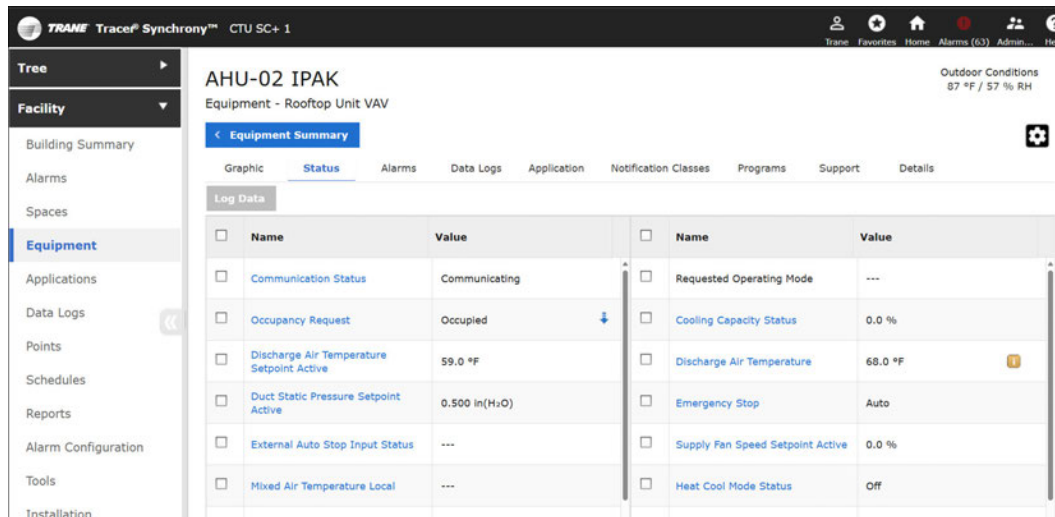 TRANE Tracer® Synchrony™ CTU SC+ 1
Trane Favorites Home Alarms (63) Admin...
Tree
Facility
Building Summary
Alarms
Spaces
Equipment
Applications
Data Logs
Points
Schedules
Reports
Alarm Configuration
Tools
Installation
AHU-02 IPAK
Equipment - Rooftop Unit VAV
Outdoor Conditions
87 °F / 57 % RH
< Equipment Summary
Graphic Status Alarms Data Logs Application Notification Classes Programs Support Details
Log Data
Name Value Name Value
Communication Status Communicating Requested Operating Mode ---
Occupancy Request Occupied Cooling Capacity Status 0.0 %
Discharge Air Temperature
Setpoint Active 59.0 °F Discharge Air Temperature 68.0 °F
Duct Static Pressure Setpoint
Active 0.500 in(H₂O) Emergency Stop Auto
External Auto Stop Input Status --- Supply Fan Speed Setpoint Active 0.0 %
Mixed Air Temperature Local --- Heat Cool Mode Status Off